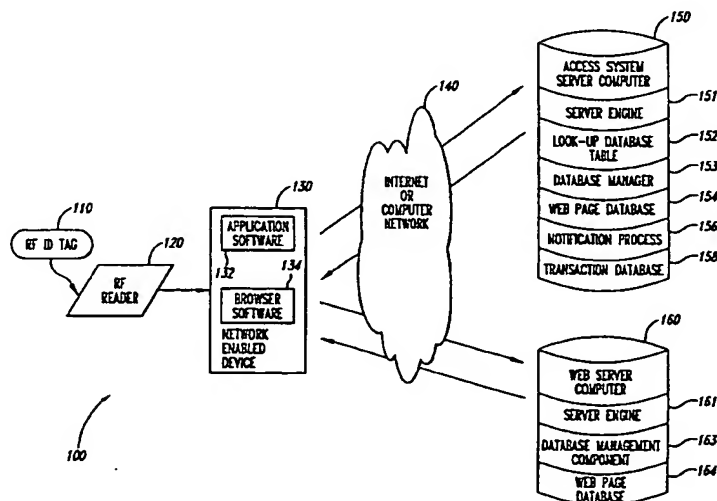 110
RF ID TAG
120
RF
READER
130
APPLICATION
SOFTWARE
132
134
BROWSER
SOFTWARE
NETWORK
ENABLED
DEVICE
100
140
INTERNET
OR
COMPUTER
NETWORK
150
ACCESS SYSTEM
SERVER COMPUTER
151
SERVER ENGINE
152
LOOK-UP DATABASE
TABLE
153
DATABASE MANAGER
154
WEB PAGE DATABASE
156
NOTIFICATION PROCESS
158
TRANSACTION DATABASE
160
WEB SERVER
COMPUTER
161
SERVER ENGINE
163
DATABASE MANAGEMENT
COMPONENT
164
WEB PAGE
DATABASE